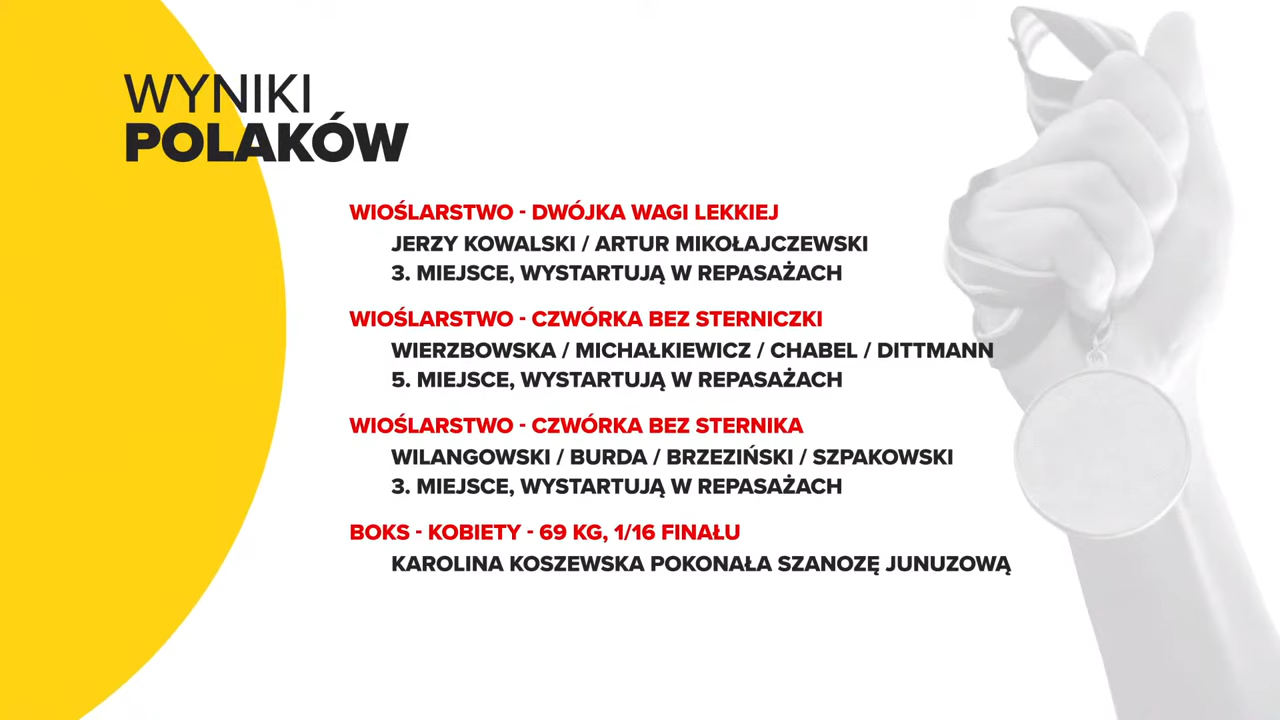 WYNIKI
POLAKÓW
WIOŚLARSTWO - DWÓJKA WAGI LEKKIEJ
JERZY KOWALSKI / ARTUR MIKOŁAJCZEWSKI
3. MIEJSCE, WYSTARTUJĄ W REPASAŻACH
WIOŚLARSTWO - CZWÓRKA BEZ STERNICZKI
WIERZBOWSKA / MICHAŁKIEWICZ / CHABEL / DITTMANN
5. MIEJSCE, WYSTARTUJĄ W REPASAŻACH
WIOŚLARSTWO - CZWÓRKA BEZ STERNIKA
WILANGOWSKI / BURDA / BRZEZIŃSKI / SZPAKOWSKI
3. MIEJSCE, WYSTARTUJĄ W REPASAŻACH
BOKS - KOBIETY - 69 KG, 1/16 FINAŁU
KAROLINA KOSZEWSKA POKONAŁA SZANOZĘ JUNUZOWĄ